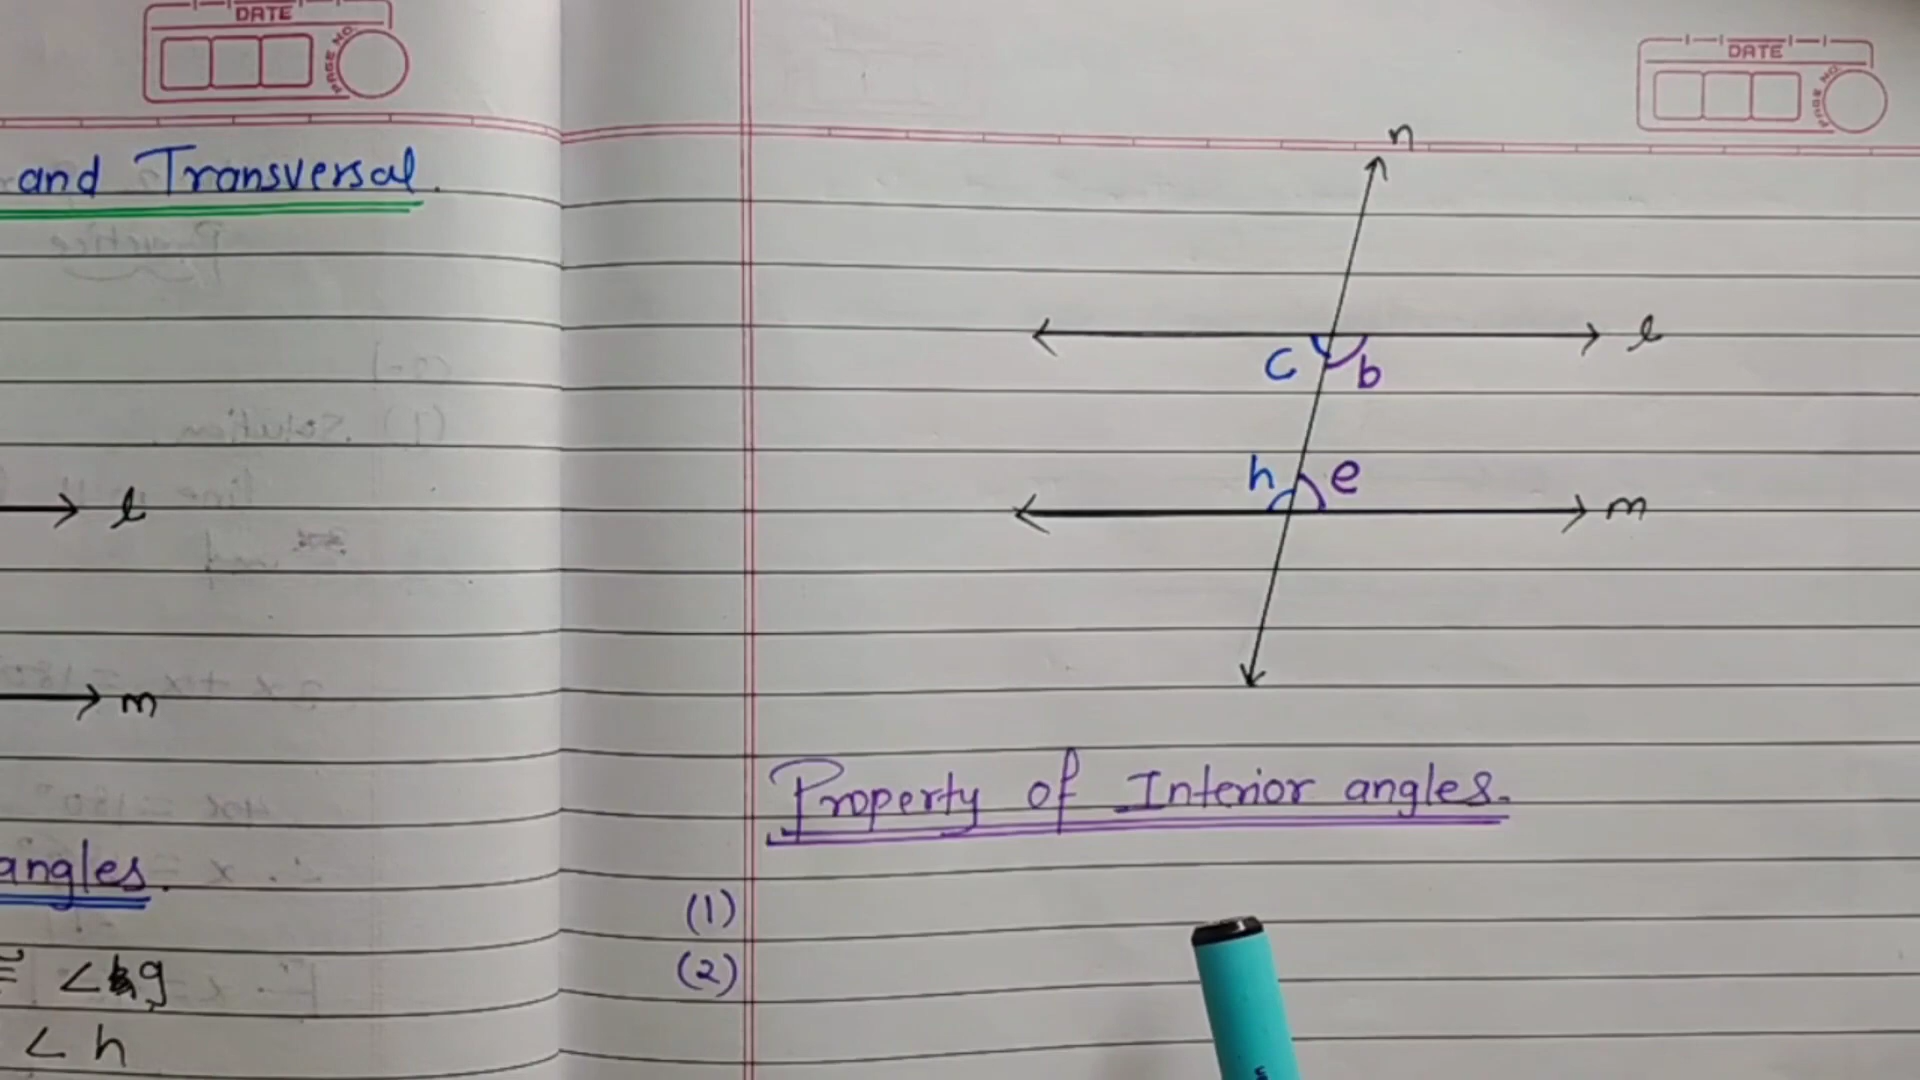 DATE
PAGE NO.
and Transversal.
l
m
angles.
≅ <g
< h
DATE
PAGE NO.
n
l
c b
h e
m
Property of Interior angles.
(1)
(2)